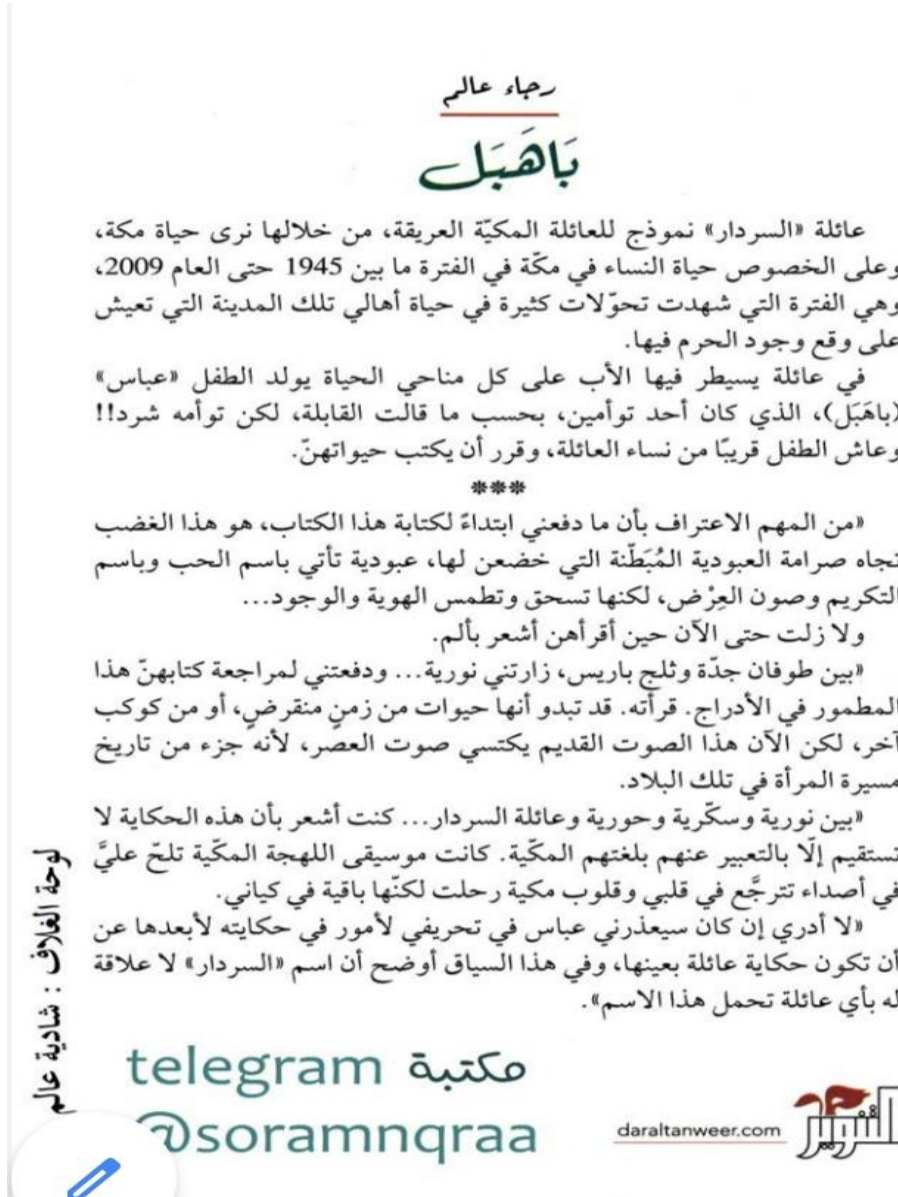 رجاء عالم
بَاهَبَل
عائلة «السردار» نموذج للعائلة المكيّة العريقة، من خلالها نرى حياة مكة،
وعلى الخصوص حياة النساء في مكّة في الفترة ما بين 1945 حتى العام 2009،
وهي الفترة التي شهدت تحوّلات كثيرة في حياة أهالي تلك المدينة التي تعيش
على وقع وجود الحرم فيها.
في عائلة يسيطر فيها الأب على كل مناحي الحياة يولد الطفل «عباس»
(باهَبَل)، الذي كان أحد توأمين، بحسب ما قالت القابلة، لكن توأمه شرد!!
وعاش الطفل قريبًا من نساء العائلة، وقرر أن يكتب حيواتهنّ.
***
«من المهم الاعتراف بأن ما دفعني ابتداءً لكتابة هذا الكتاب، هو هذا الغضب
تجاه صرامة العبودية المُبَطّنة التي خضعن لها، عبودية تأتي باسم الحب وباسم
التكريم وصون العِرْض، لكنها تسحق وتطمس الهوية والوجود...
ولا زلت حتى الآن حين أقرأهن أشعر بألم.
«بين طوفان جدّة وثلج باريس، زارتني نورية... ودفعتني لمراجعة كتابهنّ هذا
المطمور في الأدراج. قرأته. قد تبدو أنها حيوات من زمنٍ منقرضٍ، أو من كوكب
آخر، لكن الآن هذا الصوت القديم يكتسي صوت العصر، لأنه جزء من تاريخ
مسيرة المرأة في تلك البلاد.
«بين نورية وسكّرية وحورية وعائلة السردار... كنت أشعر بأن هذه الحكاية لا
تستقيم إلّا بالتعبير عنهم بلغتهم المكّية. كانت موسيقى اللهجة المكّية تلحّ عليَّ
في أصداء تترجَّع في قلبي وقلوب مكية رحلت لكنّها باقية في كياني.
«لا أدري إن كان سيعذرني عباس في تحريفي لأمور في حكايته لأبعدها عن
أن تكون حكاية عائلة بعينها، وفي هذا السياق أوضح أن اسم «السردار» لا علاقة
له بأي عائلة تحمل هذا الاسم».
لوحة الغلاف : شادية عالم
مكتبة telegram
@soramnqraa
daraltanweer.com
التنوير